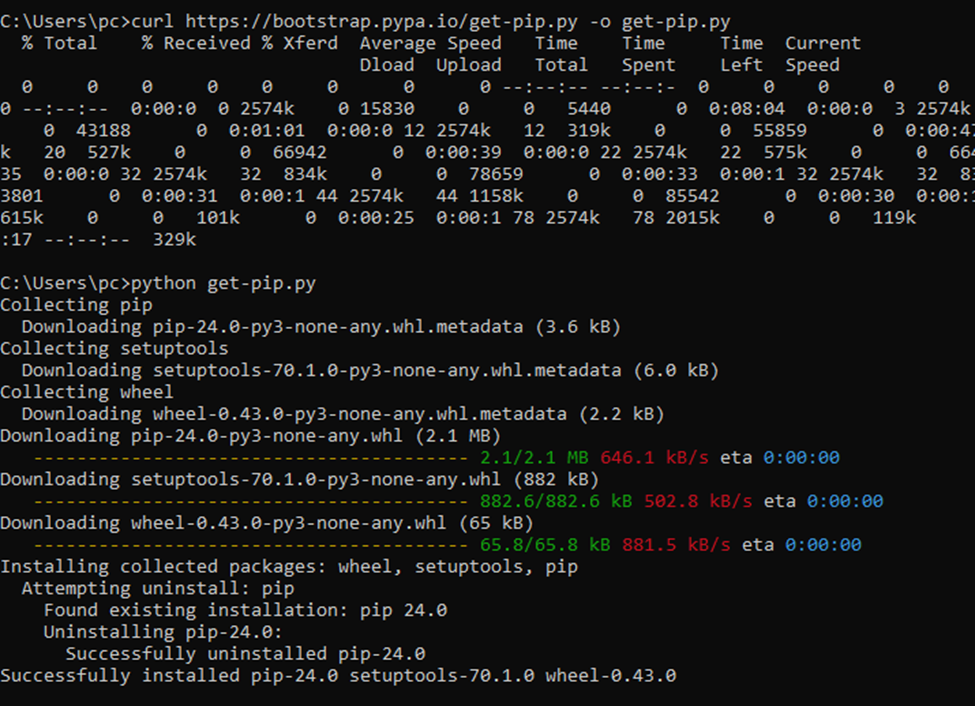 C:\Users\pc>curl https://bootstrap.pypa.io/get-pip.py -o get-pip.py
  % Total    % Received % Xferd  Average Speed   Time    Time     Time  Current
                                 Dload  Upload   Total   Spent    Left  Speed
  0     0    0     0    0     0      0      0 --:--:-- --:--:-  0     0    0     0    0
0 --:--:--  0:00:0  0 2574k    0 15830    0     0   5440      0  0:08:04  0:00:0  3 2574k
    0  43188      0  0:01:01  0:00:0 12 2574k   12  319k    0     0  55859      0  0:00:47
k   20  527k    0     0  66942      0  0:00:39  0:00:0 22 2574k   22  575k    0     0  664
35  0:00:0 32 2574k   32  834k    0     0  78659      0  0:00:33  0:00:1 32 2574k   32  83
3801      0  0:00:31  0:00:1 44 2574k   44 1158k    0     0  85542      0  0:00:30  0:00:1
615k    0     0   101k      0  0:00:25  0:00:1 78 2574k   78 2015k    0     0   119k
:17 --:--:--  329k
C:\Users\pc>python get-pip.py
Collecting pip
  Downloading pip-24.0-py3-none-any.whl.metadata (3.6 kB)
Collecting setuptools
  Downloading setuptools-70.1.0-py3-none-any.whl.metadata (6.0 kB)
Collecting wheel
  Downloading wheel-0.43.0-py3-none-any.whl.metadata (2.2 kB)
Downloading pip-24.0-py3-none-any.whl (2.1 MB)
   ---------------------------------------- 2.1/2.1 MB 646.1 kB/s eta 0:00:00
Downloading setuptools-70.1.0-py3-none-any.whl (882 kB)
   ---------------------------------------- 882.6/882.6 kB 502.8 kB/s eta 0:00:00
Downloading wheel-0.43.0-py3-none-any.whl (65 kB)
   ---------------------------------------- 65.8/65.8 kB 881.5 kB/s eta 0:00:00
Installing collected packages: wheel, setuptools, pip
  Attempting uninstall: pip
    Found existing installation: pip 24.0
    Uninstalling pip-24.0:
      Successfully uninstalled pip-24.0
Successfully installed pip-24.0 setuptools-70.1.0 wheel-0.43.0